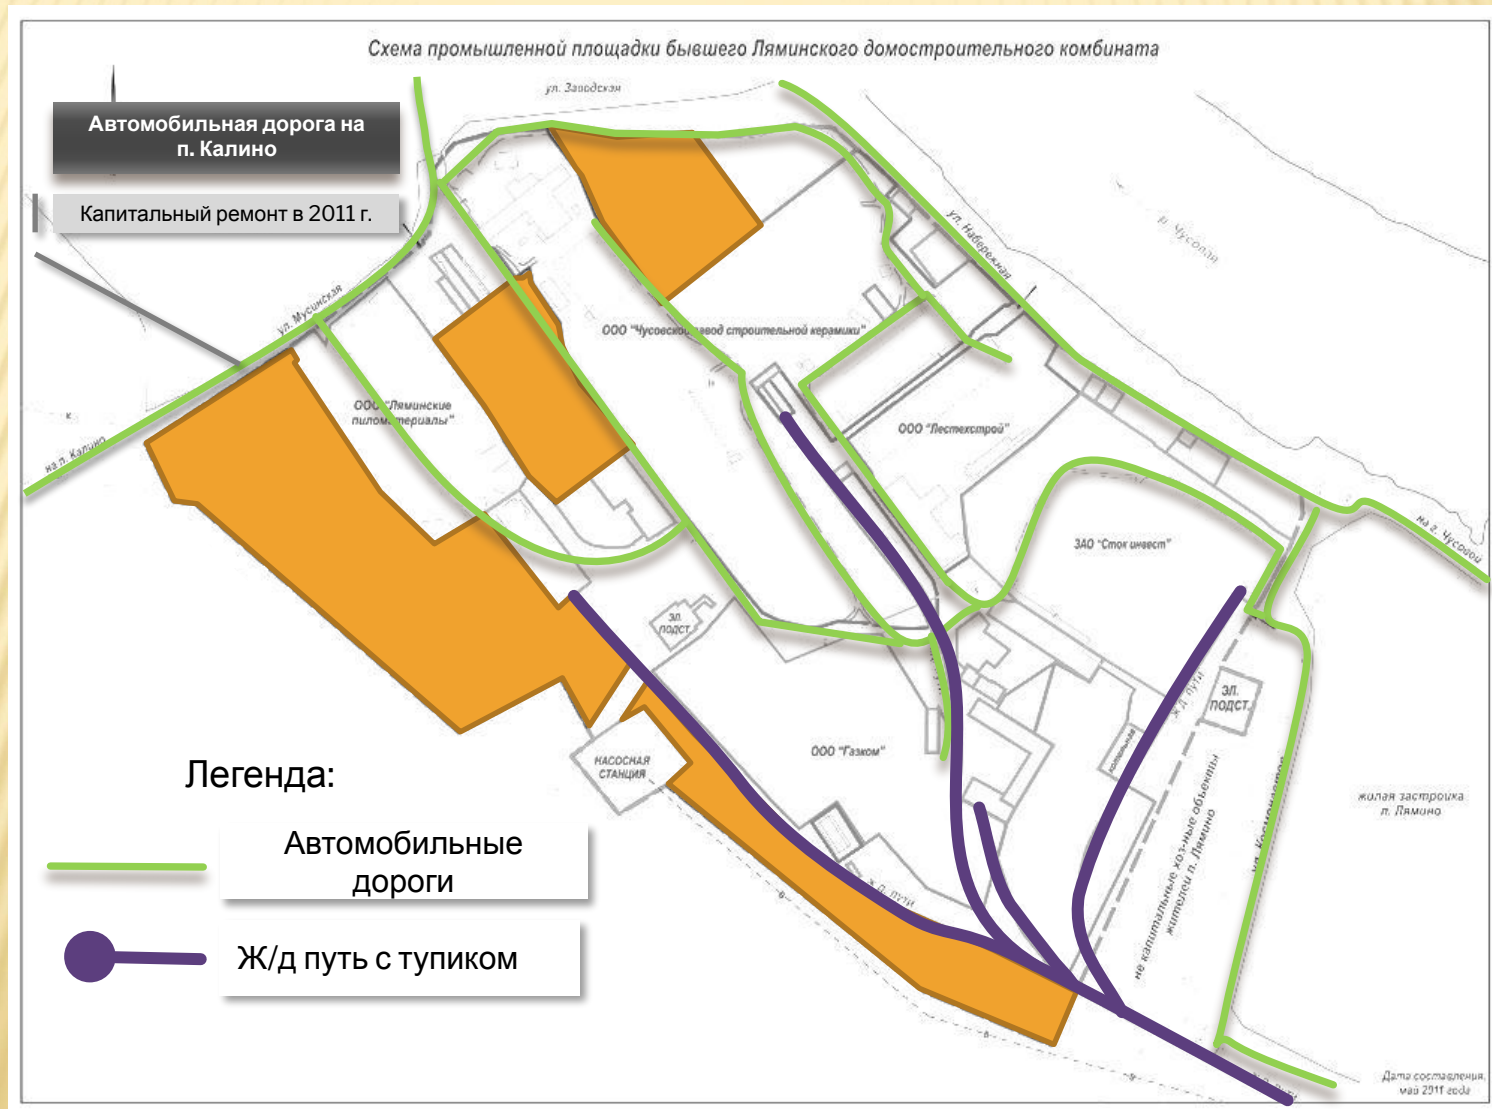 Схема промышленной площадки бывшего Ляминского домостроительного комбината
ул. Заводская
Автомобильная дорога на
п. Калино
Капитальный ремонт в 2011 г.
ул. Мусинская
на п. Калино
ул. Набережная
р. Чусовая
ООО "Чусовской завод строительной керамики"
ООО "Ляминские
пиломатериалы"
ООО "Лестехстрой"
ЗАО "Сток инвест"
на г. Чусовой
ЭЛ.
ПОДСТ.
Ж.Д. ПУТИ
ЭЛ.
ПОДСТ.
ООО "Газком"
котельная
НАСОСНАЯ
СТАНЦИЯ
ж.д. пути
не капитальные хоз-ные объекты
жителей п. Лямино
ул. Космонавтов
жилая застройка
п. Лямино
Легенда:
Автомобильные
дороги
Ж/д путь с тупиком
Дата составления,
май 2011 года